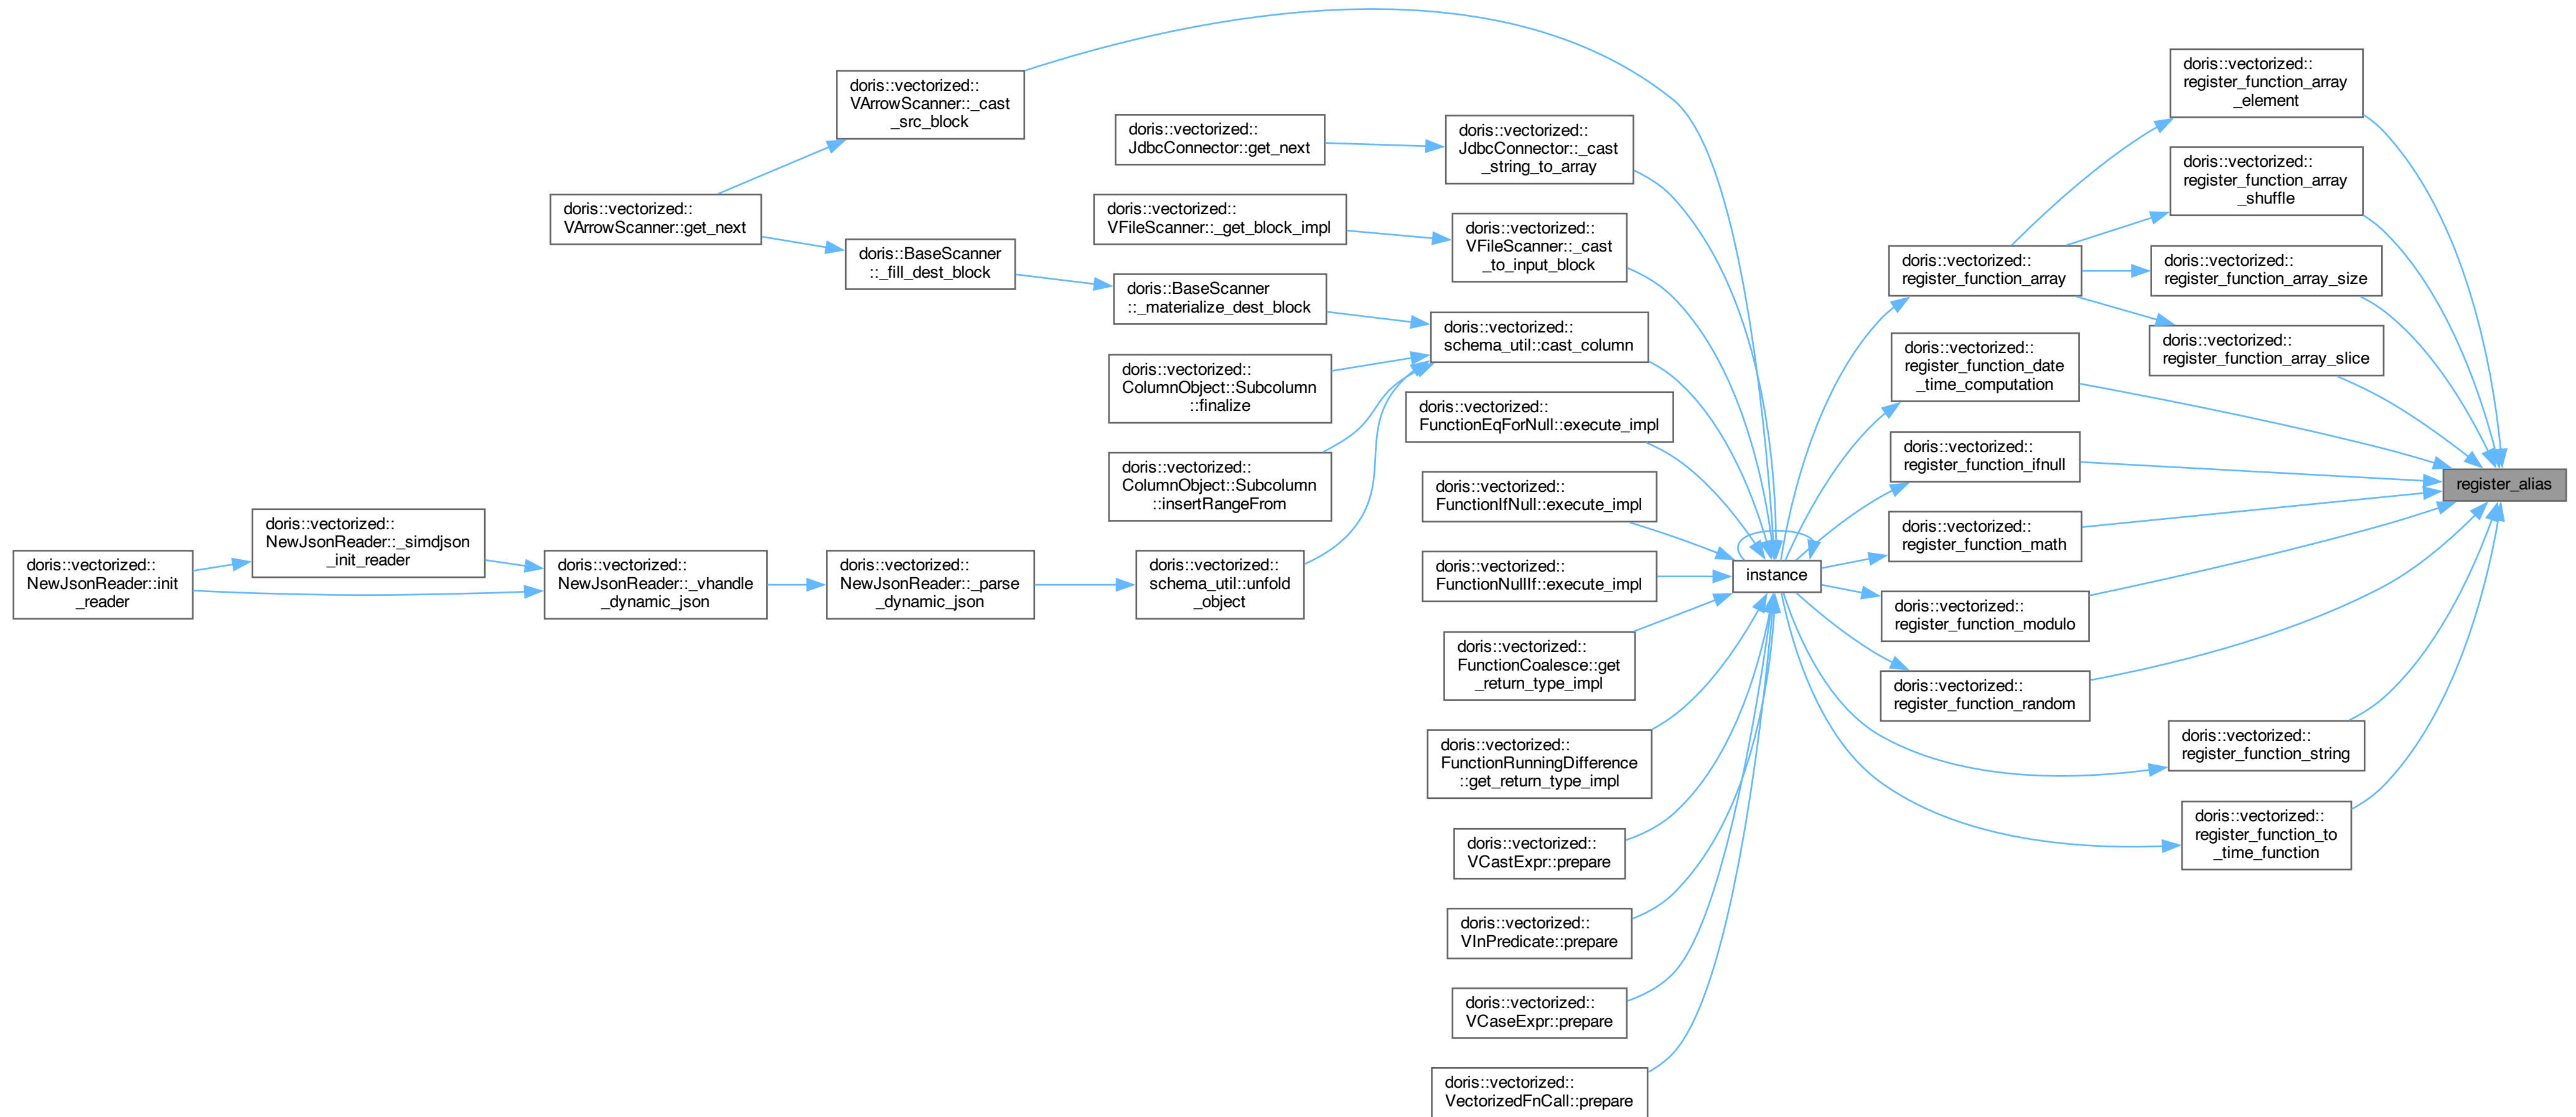 doris::vectorized::
NewJsonReader::init
_reader
doris::vectorized::
NewJsonReader::_simdjson
_init_reader
doris::vectorized::
NewJsonReader::_vhandle
_dynamic_json
doris::vectorized::
VArrowScanner::get_next
doris::vectorized::
VArrowScanner::_cast
_src_block
doris::BaseScanner
::_fill_dest_block
doris::vectorized::
NewJsonReader::_parse
_dynamic_json
doris::vectorized::
JdbcConnector::get_next
doris::vectorized::
VFileScanner::_get_block_impl
doris::BaseScanner
::_materialize_dest_block
doris::vectorized::
ColumnObject::Subcolumn
::finalize
doris::vectorized::
ColumnObject::Subcolumn
::insertRangeFrom
doris::vectorized::
schema_util::unfold
_object
doris::vectorized::
JdbcConnector::_cast
_string_to_array
doris::vectorized::
VFileScanner::_cast
_to_input_block
doris::vectorized::
schema_util::cast_column
doris::vectorized::
FunctionEqForNull::execute_impl
doris::vectorized::
FunctionIfNull::execute_impl
doris::vectorized::
FunctionNullIf::execute_impl
doris::vectorized::
FunctionCoalesce::get
_return_type_impl
doris::vectorized::
FunctionRunningDifference
::get_return_type_impl
doris::vectorized::
VCastExpr::prepare
doris::vectorized::
VInPredicate::prepare
doris::vectorized::
VCaseExpr::prepare
doris::vectorized::
VectorizedFnCall::prepare
instance
doris::vectorized::
register_function_array
doris::vectorized::
register_function_date
_time_computation
doris::vectorized::
register_function_ifnull
doris::vectorized::
register_function_math
doris::vectorized::
register_function_modulo
doris::vectorized::
register_function_random
doris::vectorized::
register_function_array
_element
doris::vectorized::
register_function_array
_shuffle
doris::vectorized::
register_function_array_size
doris::vectorized::
register_function_array_slice
doris::vectorized::
register_function_string
doris::vectorized::
register_function_to
_time_function
register_alias